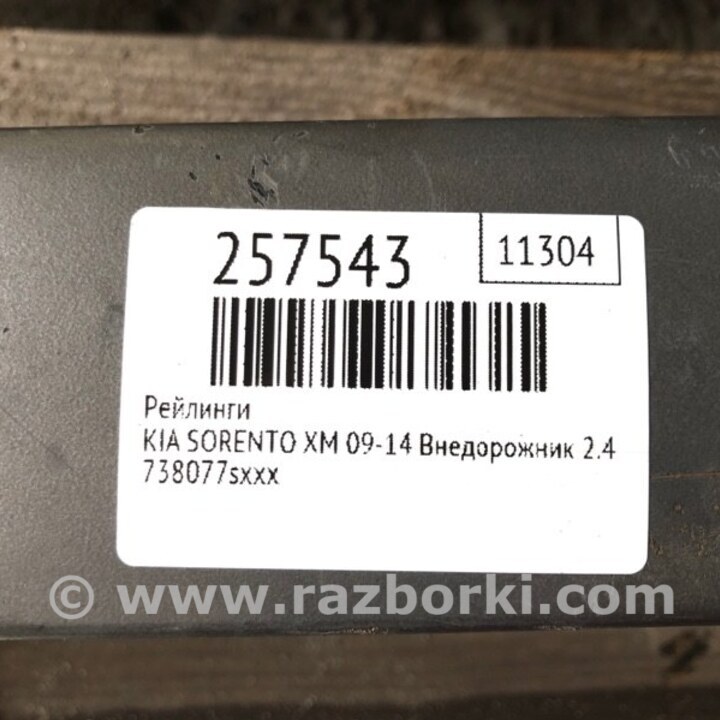 257543
11304
Рейлинги
KIA SORENTO XM 09-14 Внедорожник 2.4
738077sxxx
© www.razborki.com